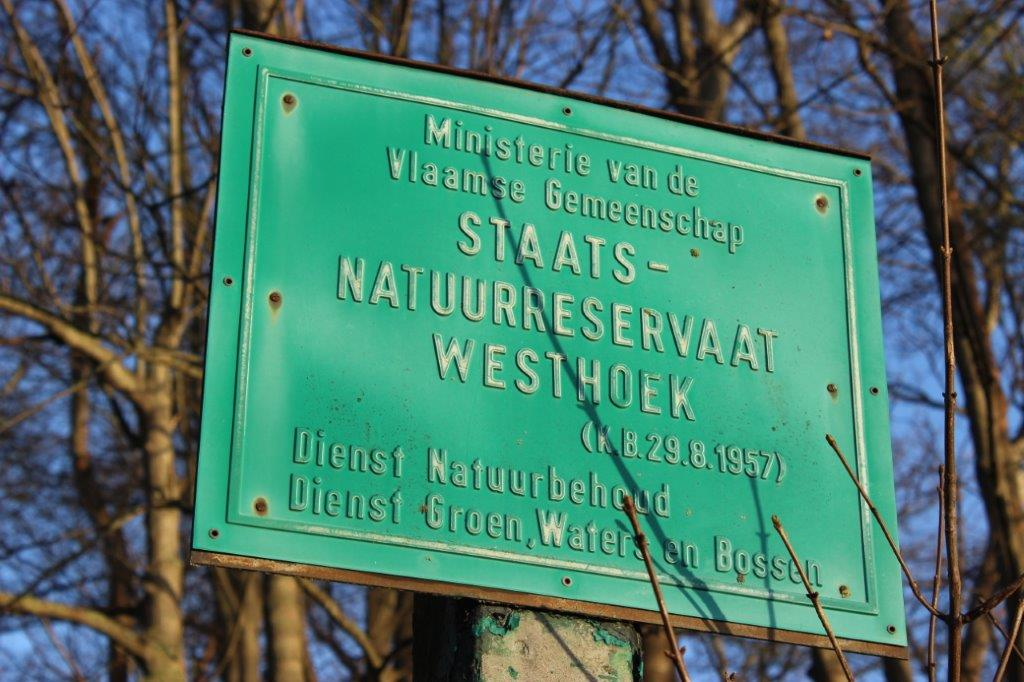 Ministerie van de
Vlaamse Gemeenschap
STAATS-
NATUURRESERVAAT
WESTHOEK
(K.B.29.8.1957)
Dienst Natuurbehoud
Dienst Groen, Waters en Bossen